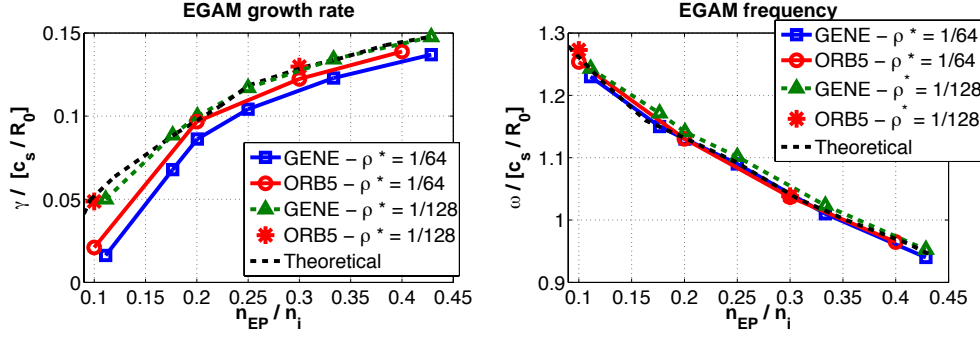 EGAM growth rate
0.15
0.1
0.05
0
γ / [c_s / R_0]
GENE − ρ * = 1/64
ORB5 − ρ * = 1/64
GENE − ρ * = 1/128
ORB5 − ρ * = 1/128
Theoretical
0.1 0.15 0.2 0.25 0.3 0.35 0.4 0.45
n_EP / n_i
EGAM frequency
1.3
1.2
1.1
1
0.9
ω / [c_s / R_0]
GENE − ρ * = 1/64
ORB5 − ρ * = 1/64
GENE − ρ^* = 1/128
ORB5 − ρ^* = 1/128
Theoretical
0.1 0.15 0.2 0.25 0.3 0.35 0.4 0.45
n_EP / n_i